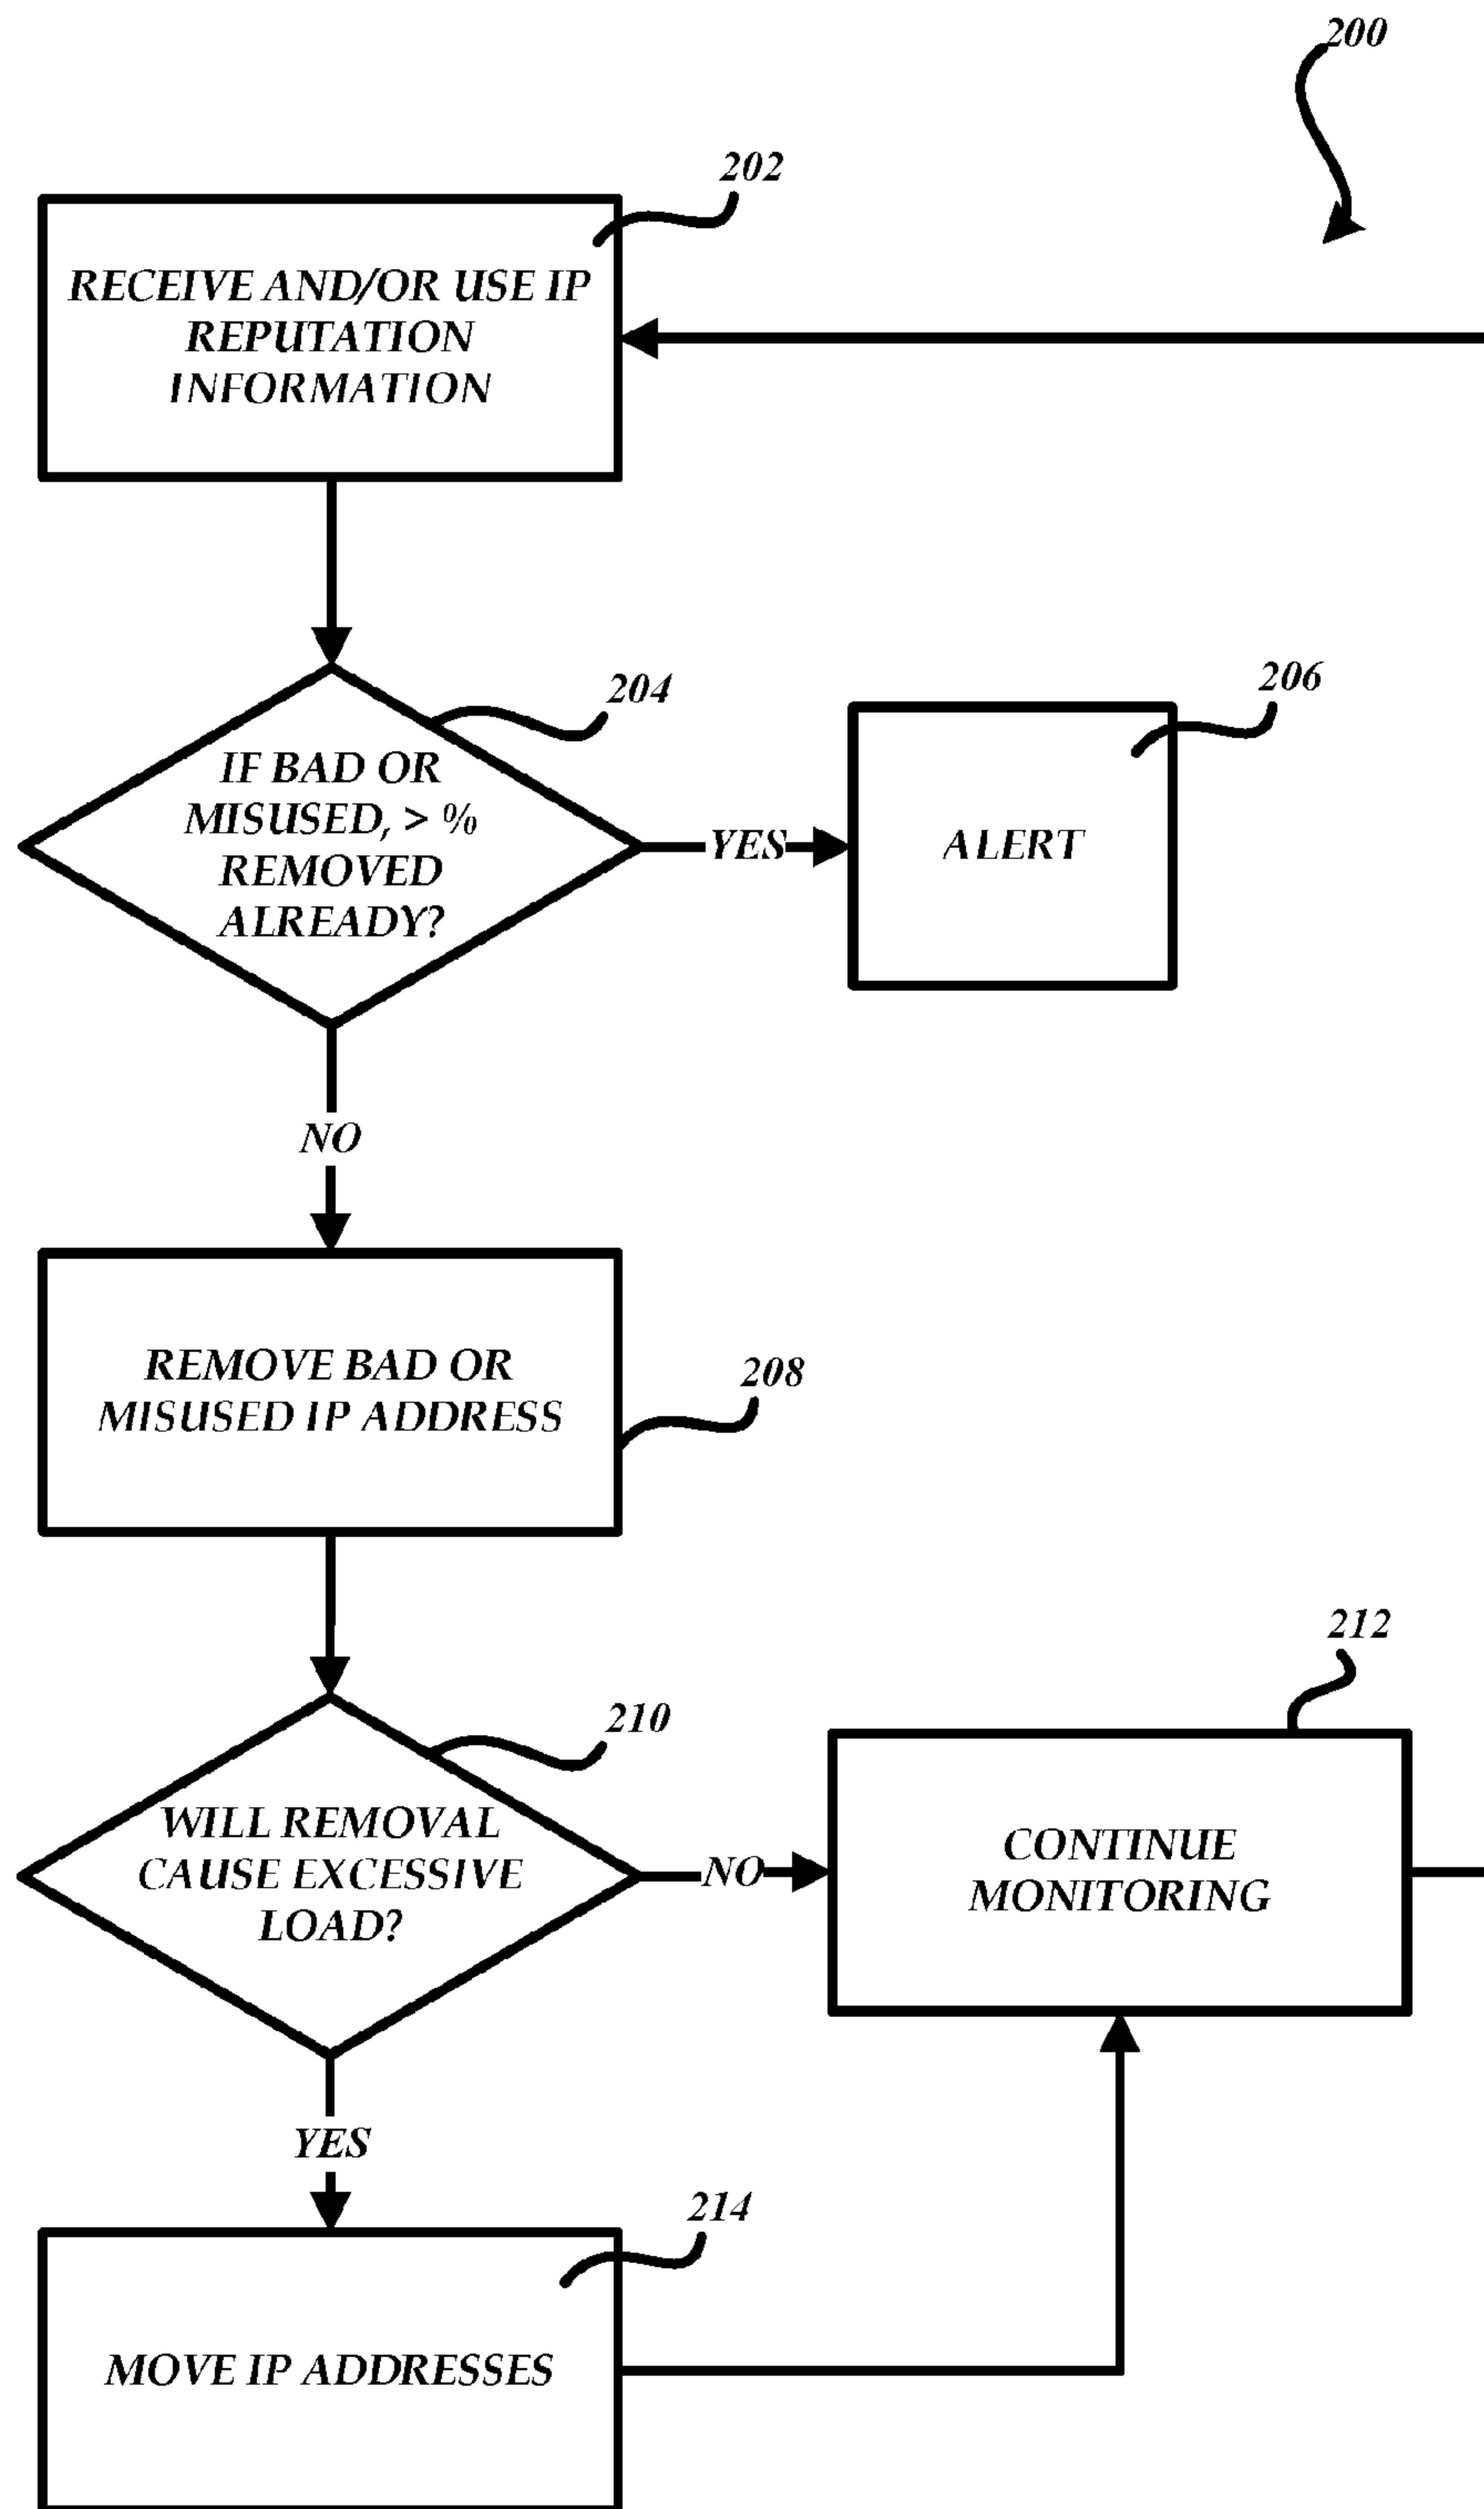 200
202
RECEIVE AND/OR USE IP
REPUTATION
INFORMATION
204
206
IF BAD OR
MISUSED, > %
REMOVED
ALREADY?
YES
ALERT
NO
REMOVE BAD OR
MISUSED IP ADDRESS
208
212
210
WILL REMOVAL
CAUSE EXCESSIVE
LOAD?
NO
CONTINUE
MONITORING
YES
214
MOVE IP ADDRESSES